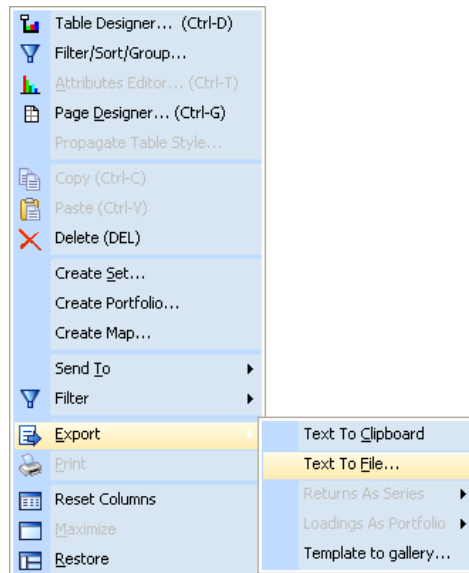 Table Designer... (Ctrl-D)
Filter/Sort/Group...
Attributes Editor... (Ctrl-T)
Page Designer... (Ctrl-G)
Propagate Table Style...
Copy (Ctrl-C)
Paste (Ctrl-V)
Delete (DEL)
Create Set...
Create Portfolio...
Create Map...
Send To
Filter
Export
Print
Reset Columns
Maximize
Restore
Text To Clipboard
Text To File...
Returns As Series
Loadings As Portfolio
Template to gallery...